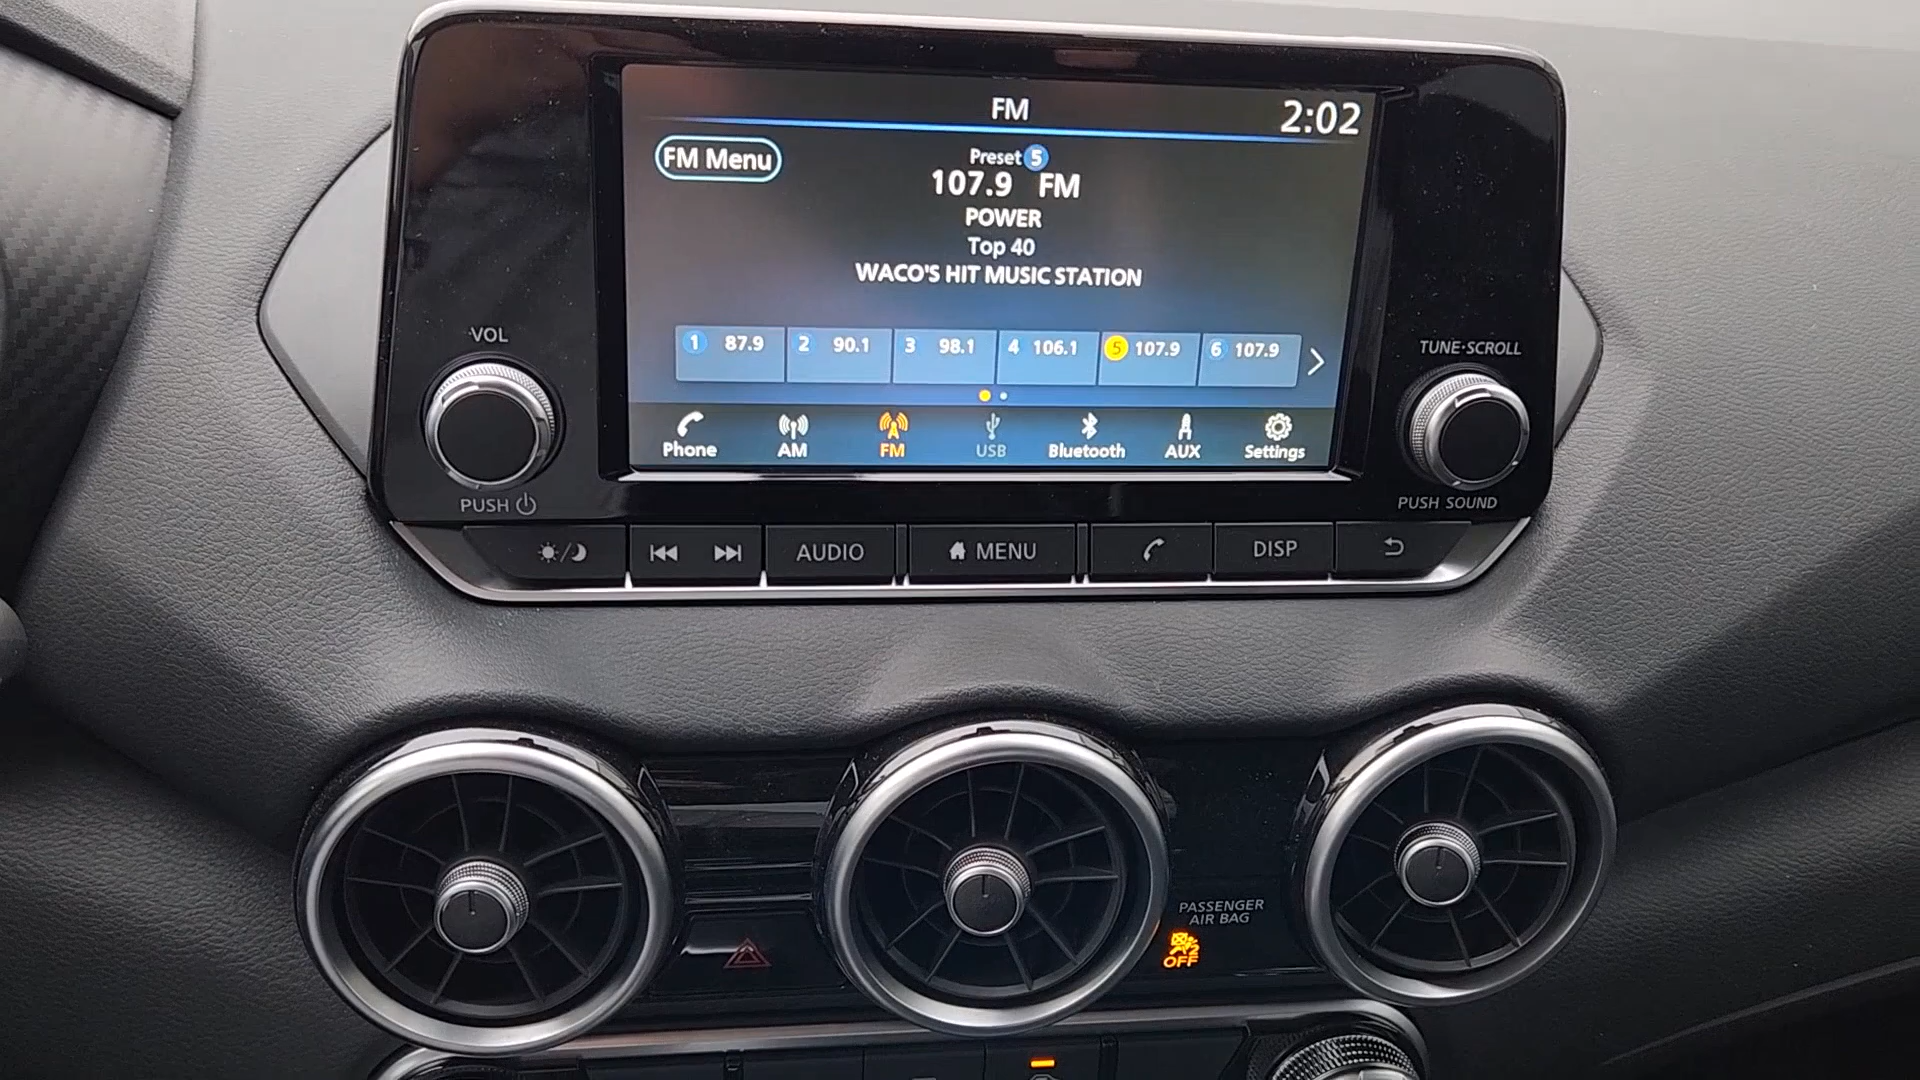 FM
2:02
FM Menu
Preset 5
107.9 FM
POWER
Top 40
WACO'S HIT MUSIC STATION
1 87.9
2 90.1
3 98.1
4 106.1
5 107.9
6 107.9
Phone
AM
FM
USB
Bluetooth
AUX
Settings
VOL
PUSH
TUNE·SCROLL
PUSH SOUND
AUDIO
MENU
DISP
PASSENGER
AIR BAG
2
OFF